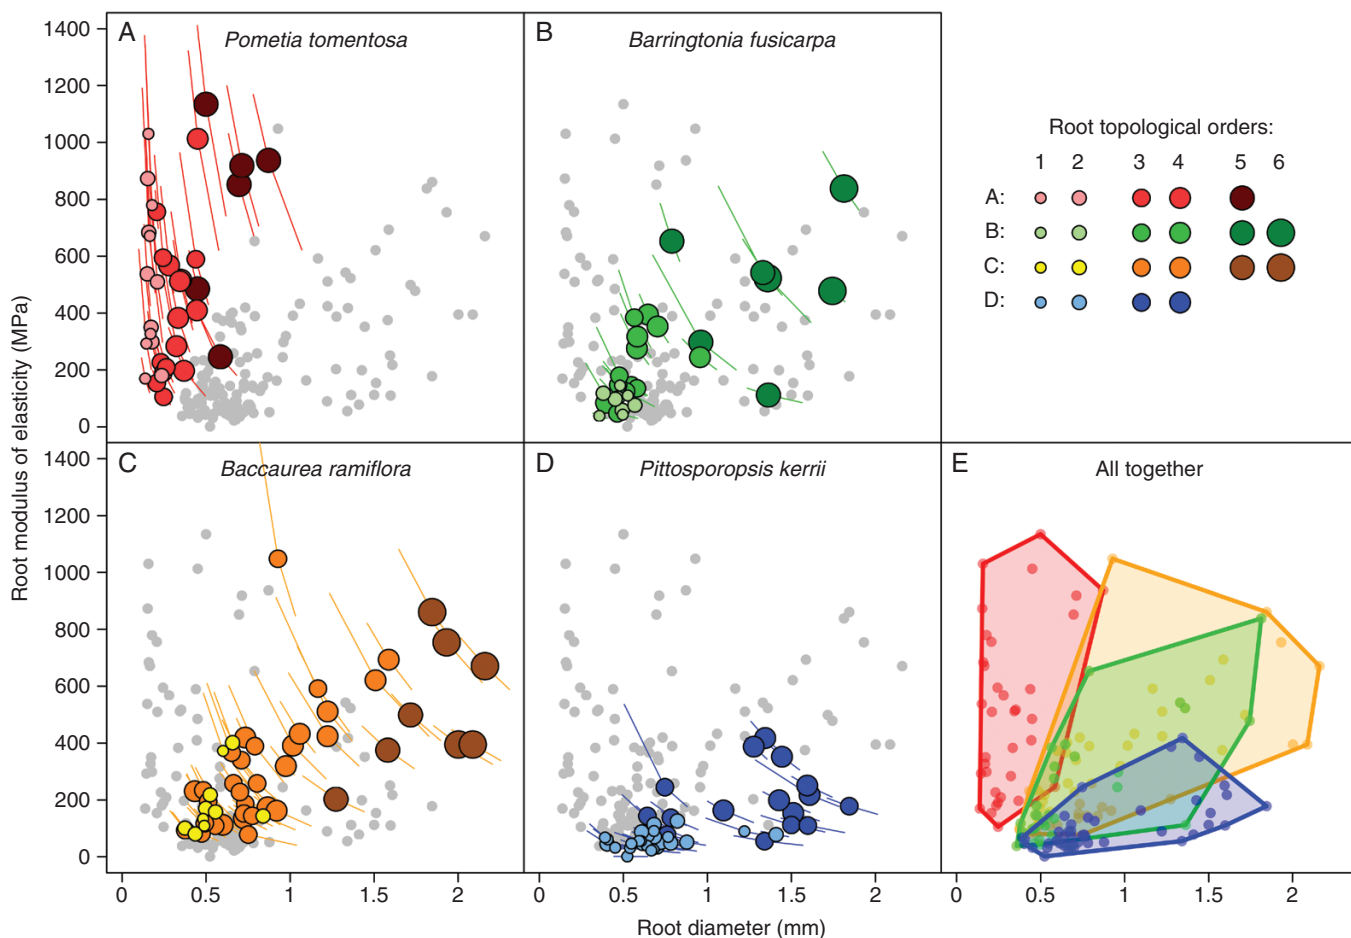 A
Pometia tomentosa
B
Barringtonia fusicarpa
1400
1200
1000
800
600
400
200
0
Root topological orders:
1 2 3 4 5 6
A:
B:
C:
D:
Root modulus of elasticity (MPa)
C
Baccaurea ramiflora
D
Pittosporopsis kerrii
E
All together
1400
1200
1000
800
600
400
200
0
0 0.5 1 1.5 2
0 0.5 1 1.5 2
0 0.5 1 1.5 2
Root diameter (mm)